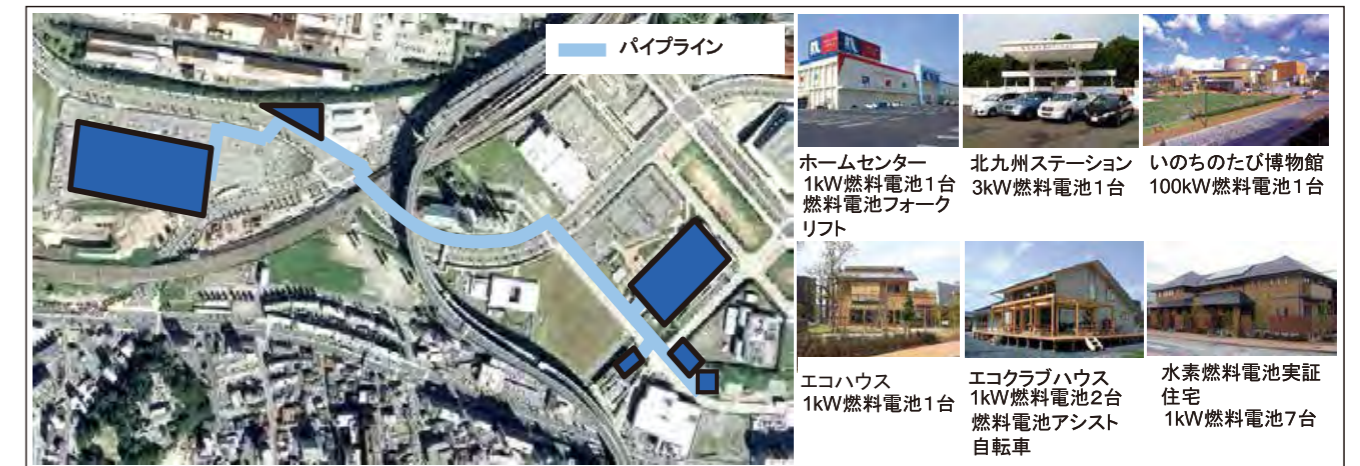 パイプライン
ホームセンター
1kW燃料電池1台
燃料電池フォーク
リフト
北九州ステーション
3kW燃料電池1台
いのちのたび博物館
100kW燃料電池1台
エコハウス
1kW燃料電池1台
エコクラブハウス
1kW燃料電池2台
燃料電池アシスト
自転車
水素燃料電池実証
住宅
1kW燃料電池7台